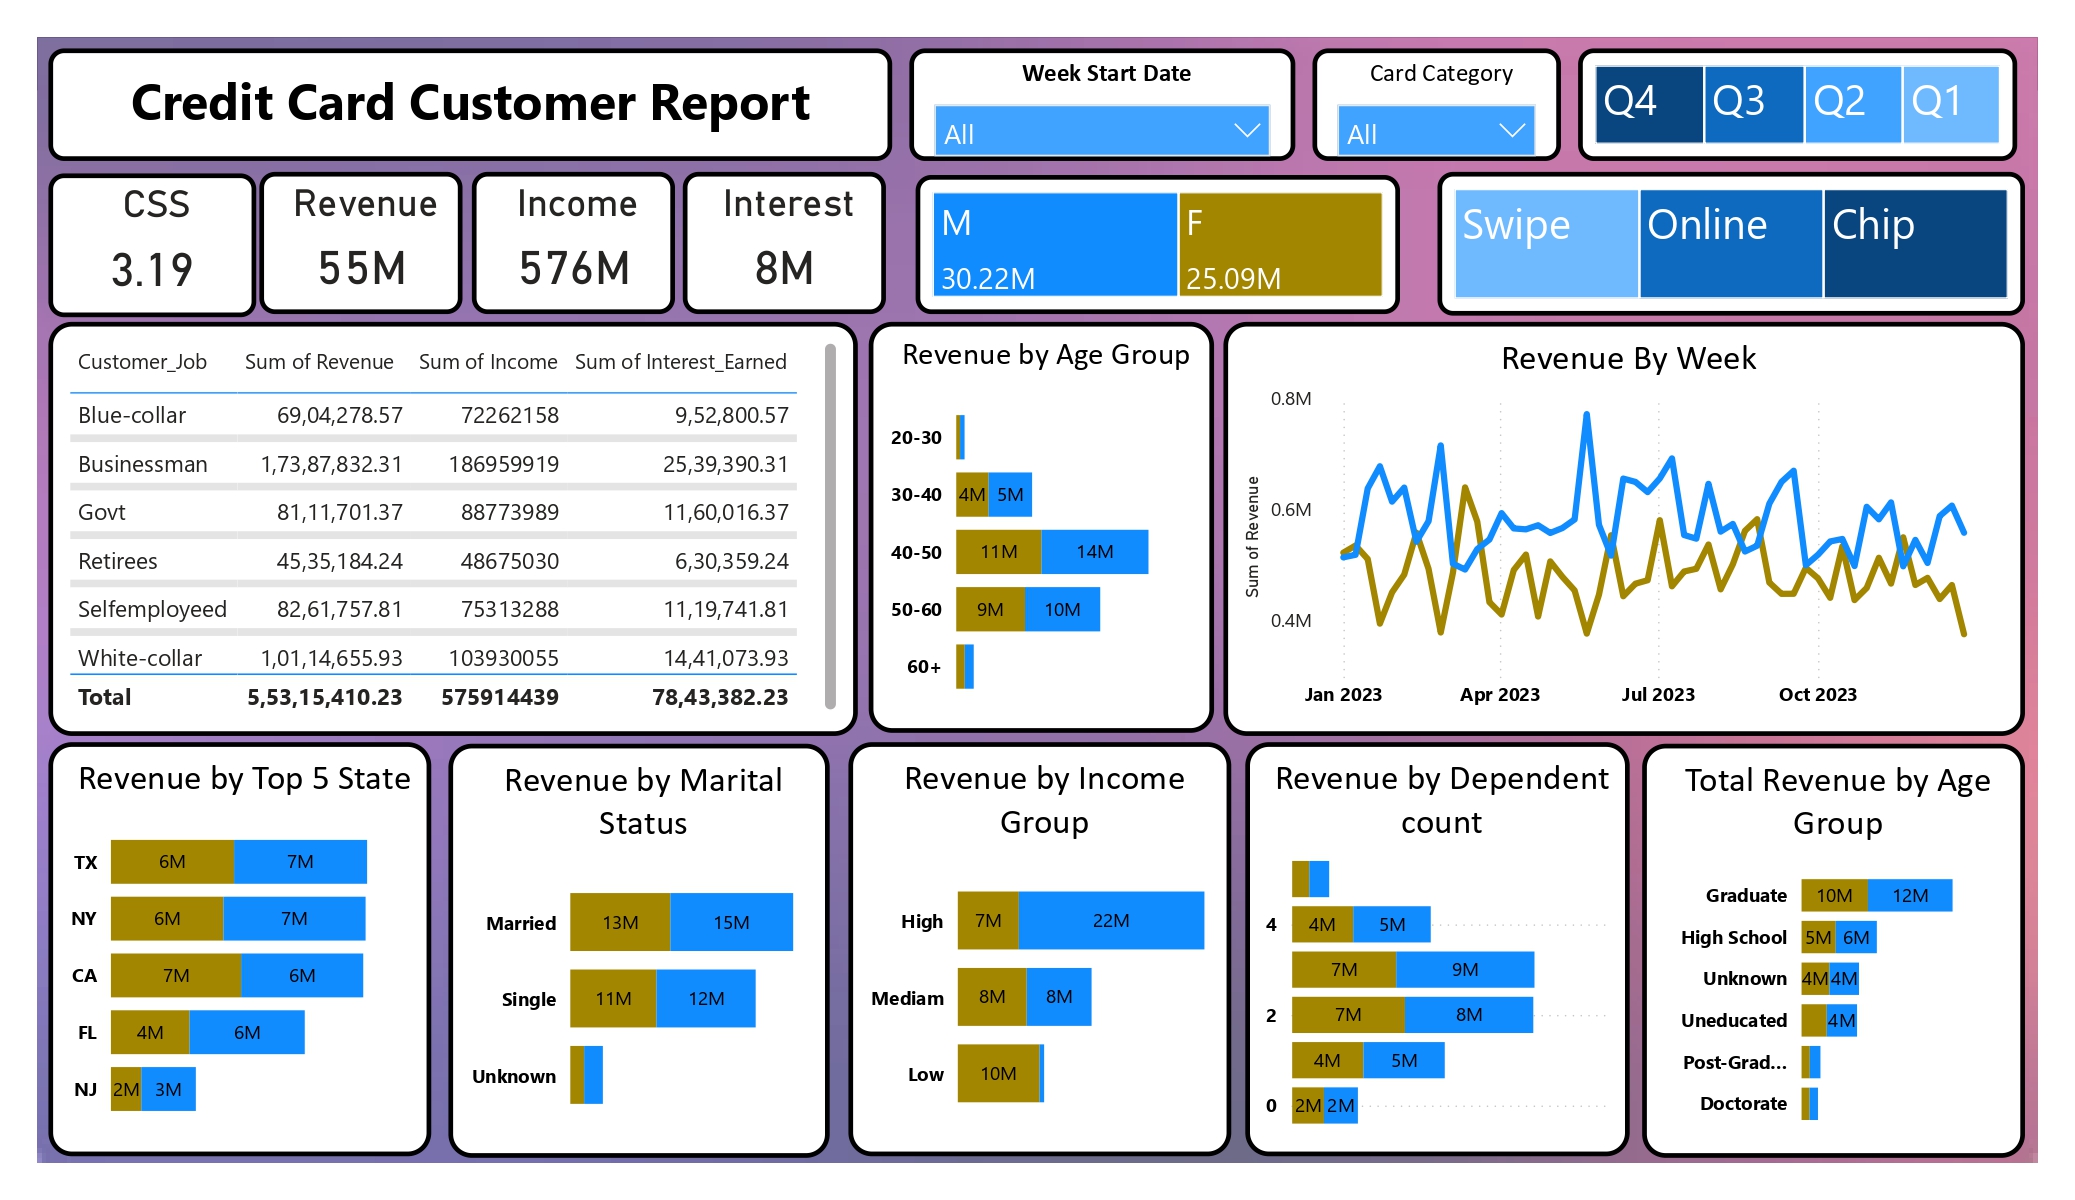 Credit Card Customer Report
Week Start Date
All
Card Category
All
Q4 Q3 Q2 Q1
CSS
3.19
Revenue
55M
Income
576M
Interest
8M
M
30.22M
F
25.09M
Swipe Online Chip
Customer_Job Sum of Revenue Sum of Income Sum of Interest_Earned
Blue-collar 69,04,278.57 72262158 9,52,800.57
Businessman 1,73,87,832.31 186959919 25,39,390.31
Govt 81,11,701.37 88773989 11,60,016.37
Retirees 45,35,184.24 48675030 6,30,359.24
Selfemployeed 82,61,757.81 75313288 11,19,741.81
White-collar 1,01,14,655.93 103930055 14,41,073.93
Total 5,53,15,410.23 575914439 78,43,382.23
Revenue by Age Group
20-30
30-40 4M 5M
40-50 11M 14M
50-60 9M 10M
60+
Revenue By Week
Sum of Revenue
0.8M
0.6M
0.4M
Jan 2023 Apr 2023 Jul 2023 Oct 2023
Revenue by Top 5 State
TX 6M 7M
NY 6M 7M
CA 7M 6M
FL 4M 6M
NJ 2M 3M
Revenue by Marital
Status
Married 13M 15M
Single 11M 12M
Unknown
Revenue by Income
Group
High 7M 22M
Mediam 8M 8M
Low 10M
Revenue by Dependent
count
4 4M 5M
7M 9M
2 7M 8M
4M 5M
0 2M 2M
Total Revenue by Age
Group
Graduate 10M 12M
High School 5M 6M
Unknown 4M 4M
Uneducated 4M
Post-Grad...
Doctorate